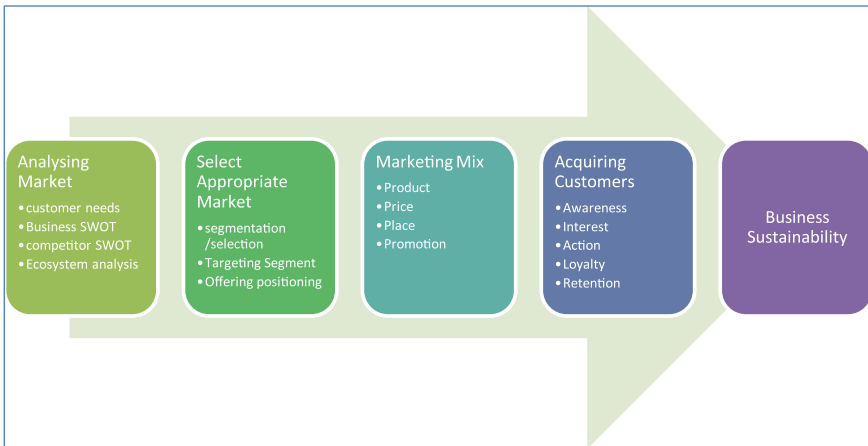 Analysing
Market
•customer needs
•Business SWOT
•competitor SWOT
•Ecosystem analysis
Select
Appropriate
Market
•segmentation
/selection
•Targeting Segment
•Offering positioning
Marketing Mix
•Product
•Price
•Place
•Promotion
Acquiring
Customers
•Awareness
•Interest
•Action
•Loyalty
•Retention
Business
Sustainability